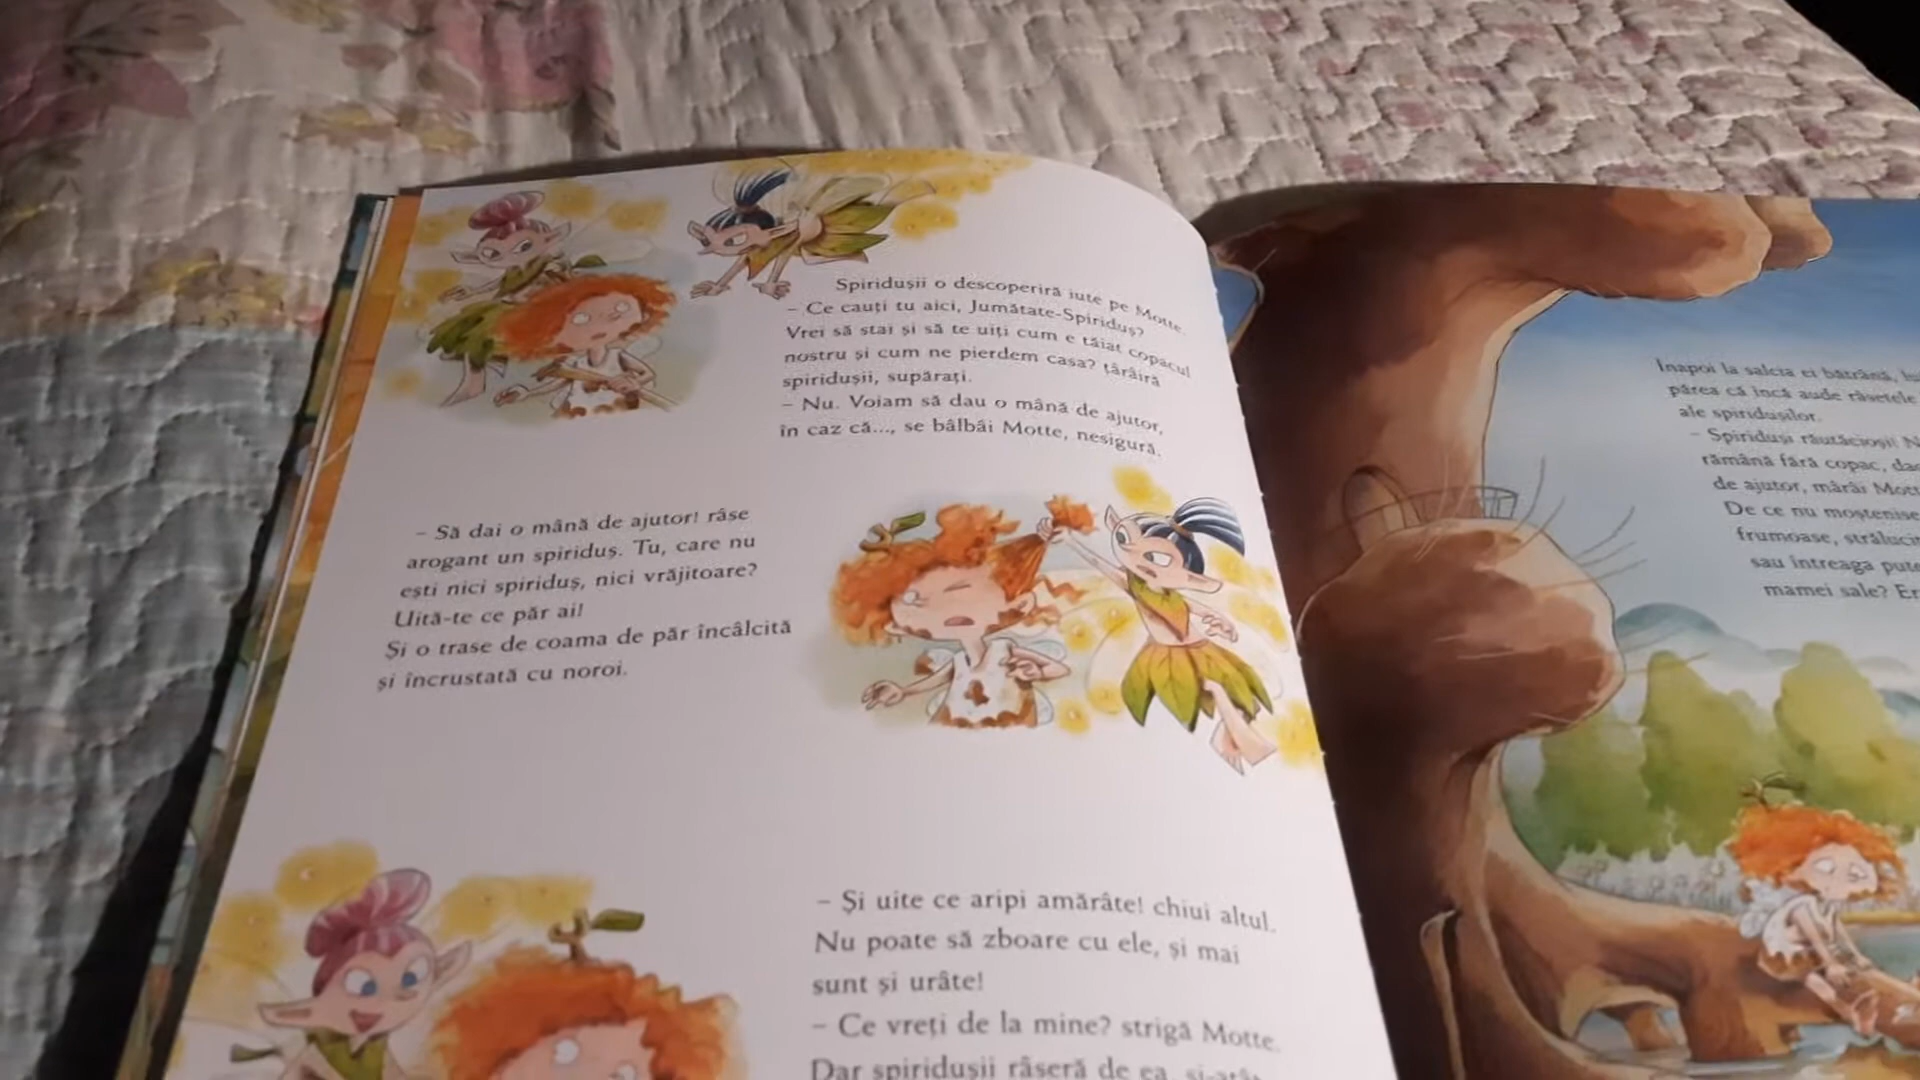 Spiridușii o descoperiră iute pe Motte.
– Ce cauți tu aici, Jumătate-Spiriduș?
Vrei să stai și să te uiți cum e tăiat copacul
nostru și cum ne pierdem casa? țârâiră
spiridușii, supărați.
– Nu. Voiam să dau o mână de ajutor,
în caz că..., se bâlbâi Motte, nesigură.
– Să dai o mână de ajutor! râse
arogant un spiriduș. Tu, care nu
ești nici spiriduș, nici vrăjitoare?
Uită-te ce păr ai!
Și o trase de coama de păr încâlcită
și încrustată cu noroi.
– Și uite ce aripi amărâte! chiui altul.
Nu poate să zboare cu ele, și mai
sunt și urâte!
– Ce vreți de la mine? strigă Motte.
Dar spiridușii râseră de ea,
Înapoi la salcia ei bătrână,
părea că încă aude râsetele
ale spiridușilor.
– Spiriduși răutăcioși!
rămână fără copac,
de ajutor, mârâi
De ce nu
frumoase,
sau întreaga
mamei sale?